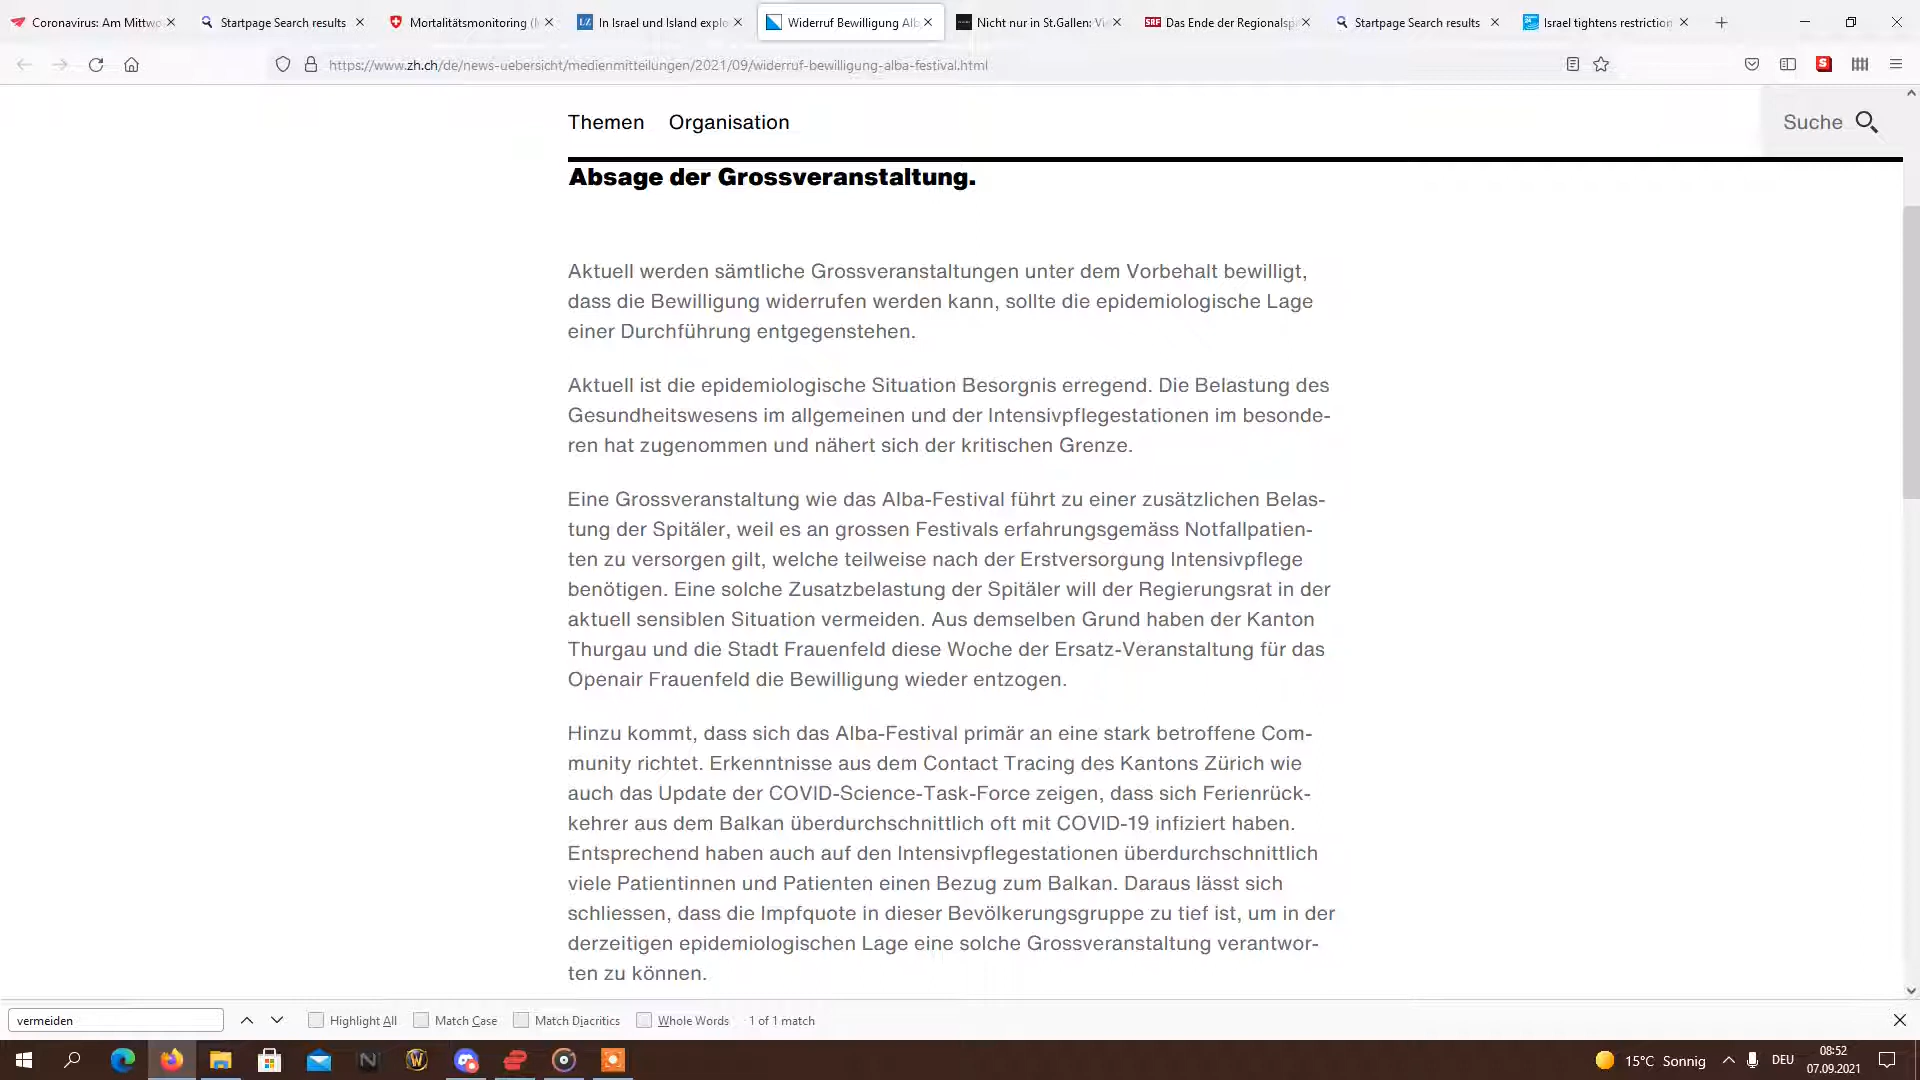 Coronavirus: Am Mittwo
Startpage Search results
Mortalitätsmonitoring (
In Israel und Island explo
Widerruf Bewilligung Alb
Nicht nur in St.Gallen: Vi
Das Ende der Regionalsp
Startpage Search results
Israel tightens restriction
https://www.zh.ch/de/news-uebersicht/medienmitteilungen/2021/09/widerruf-bewilligung-alba-festival.html
Themen Organisation
Suche
Absage der Grossveranstaltung.
Aktuell werden sämtliche Grossveranstaltungen unter dem Vorbehalt bewilligt,
dass die Bewilligung widerrufen werden kann, sollte die epidemiologische Lage
einer Durchführung entgegenstehen.
Aktuell ist die epidemiologische Situation Besorgnis erregend. Die Belastung des
Gesundheitswesens im allgemeinen und der Intensivpflegestationen im besonde-
ren hat zugenommen und nähert sich der kritischen Grenze.
Eine Grossveranstaltung wie das Alba-Festival führt zu einer zusätzlichen Belas-
tung der Spitäler, weil es an grossen Festivals erfahrungsgemäss Notfallpatien-
ten zu versorgen gilt, welche teilweise nach der Erstversorgung Intensivpflege
benötigen. Eine solche Zusatzbelastung der Spitäler will der Regierungsrat in der
aktuell sensiblen Situation vermeiden. Aus demselben Grund haben der Kanton
Thurgau und die Stadt Frauenfeld diese Woche der Ersatz-Veranstaltung für das
Openair Frauenfeld die Bewilligung wieder entzogen.
Hinzu kommt, dass sich das Alba-Festival primär an eine stark betroffene Com-
munity richtet. Erkenntnisse aus dem Contact Tracing des Kantons Zürich wie
auch das Update der COVID-Science-Task-Force zeigen, dass sich Ferienrück-
kehrer aus dem Balkan überdurchschnittlich oft mit COVID-19 infiziert haben.
Entsprechend haben auch auf den Intensivpflegestationen überdurchschnittlich
viele Patientinnen und Patienten einen Bezug zum Balkan. Daraus lässt sich
schliessen, dass die Impfquote in dieser Bevölkerungsgruppe zu tief ist, um in der
derzeitigen epidemiologischen Lage eine solche Grossveranstaltung verantwor-
ten zu können.
vermeiden
Highlight All Match Case Match Diacritics Whole Words 1 of 1 match
15°C Sonnig
DEU
08:52
07.09.2021